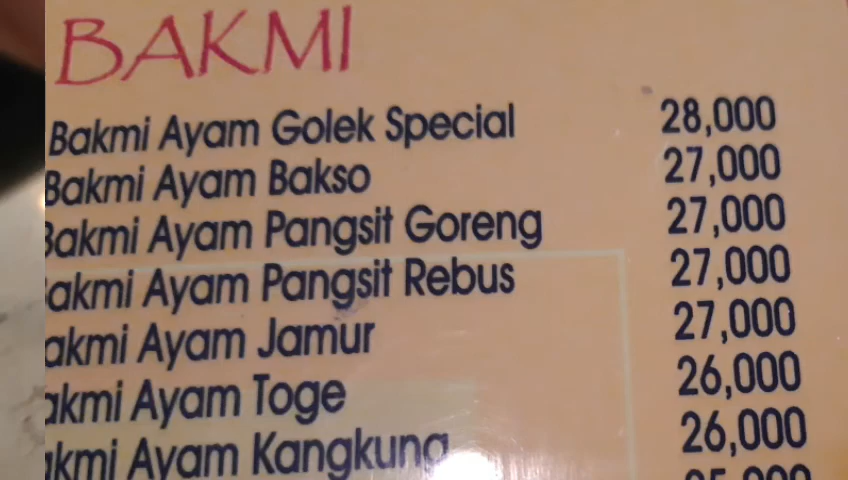 BAKMI
Bakmi Ayam Golek Special 28,000
Bakmi Ayam Bakso 27,000
Bakmi Ayam Pangsit Goreng 27,000
akmi Ayam Pangsit Rebus 27,000
akmi Ayam Jamur 27,000
akmi Ayam Toge 26,000
akmi Ayam Kangkung 26,000